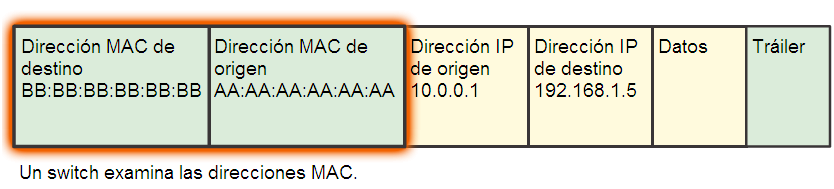 Dirección MAC de
destino
BB:BB:BB:BB:BB:BB
Dirección MAC de
origen
AA:AA:AA:AA:AA:AA
Dirección IP
de origen
10.0.0.1
Dirección IP
de destino
192.168.1.5
Datos
Tráiler
Un switch examina las direcciones MAC.